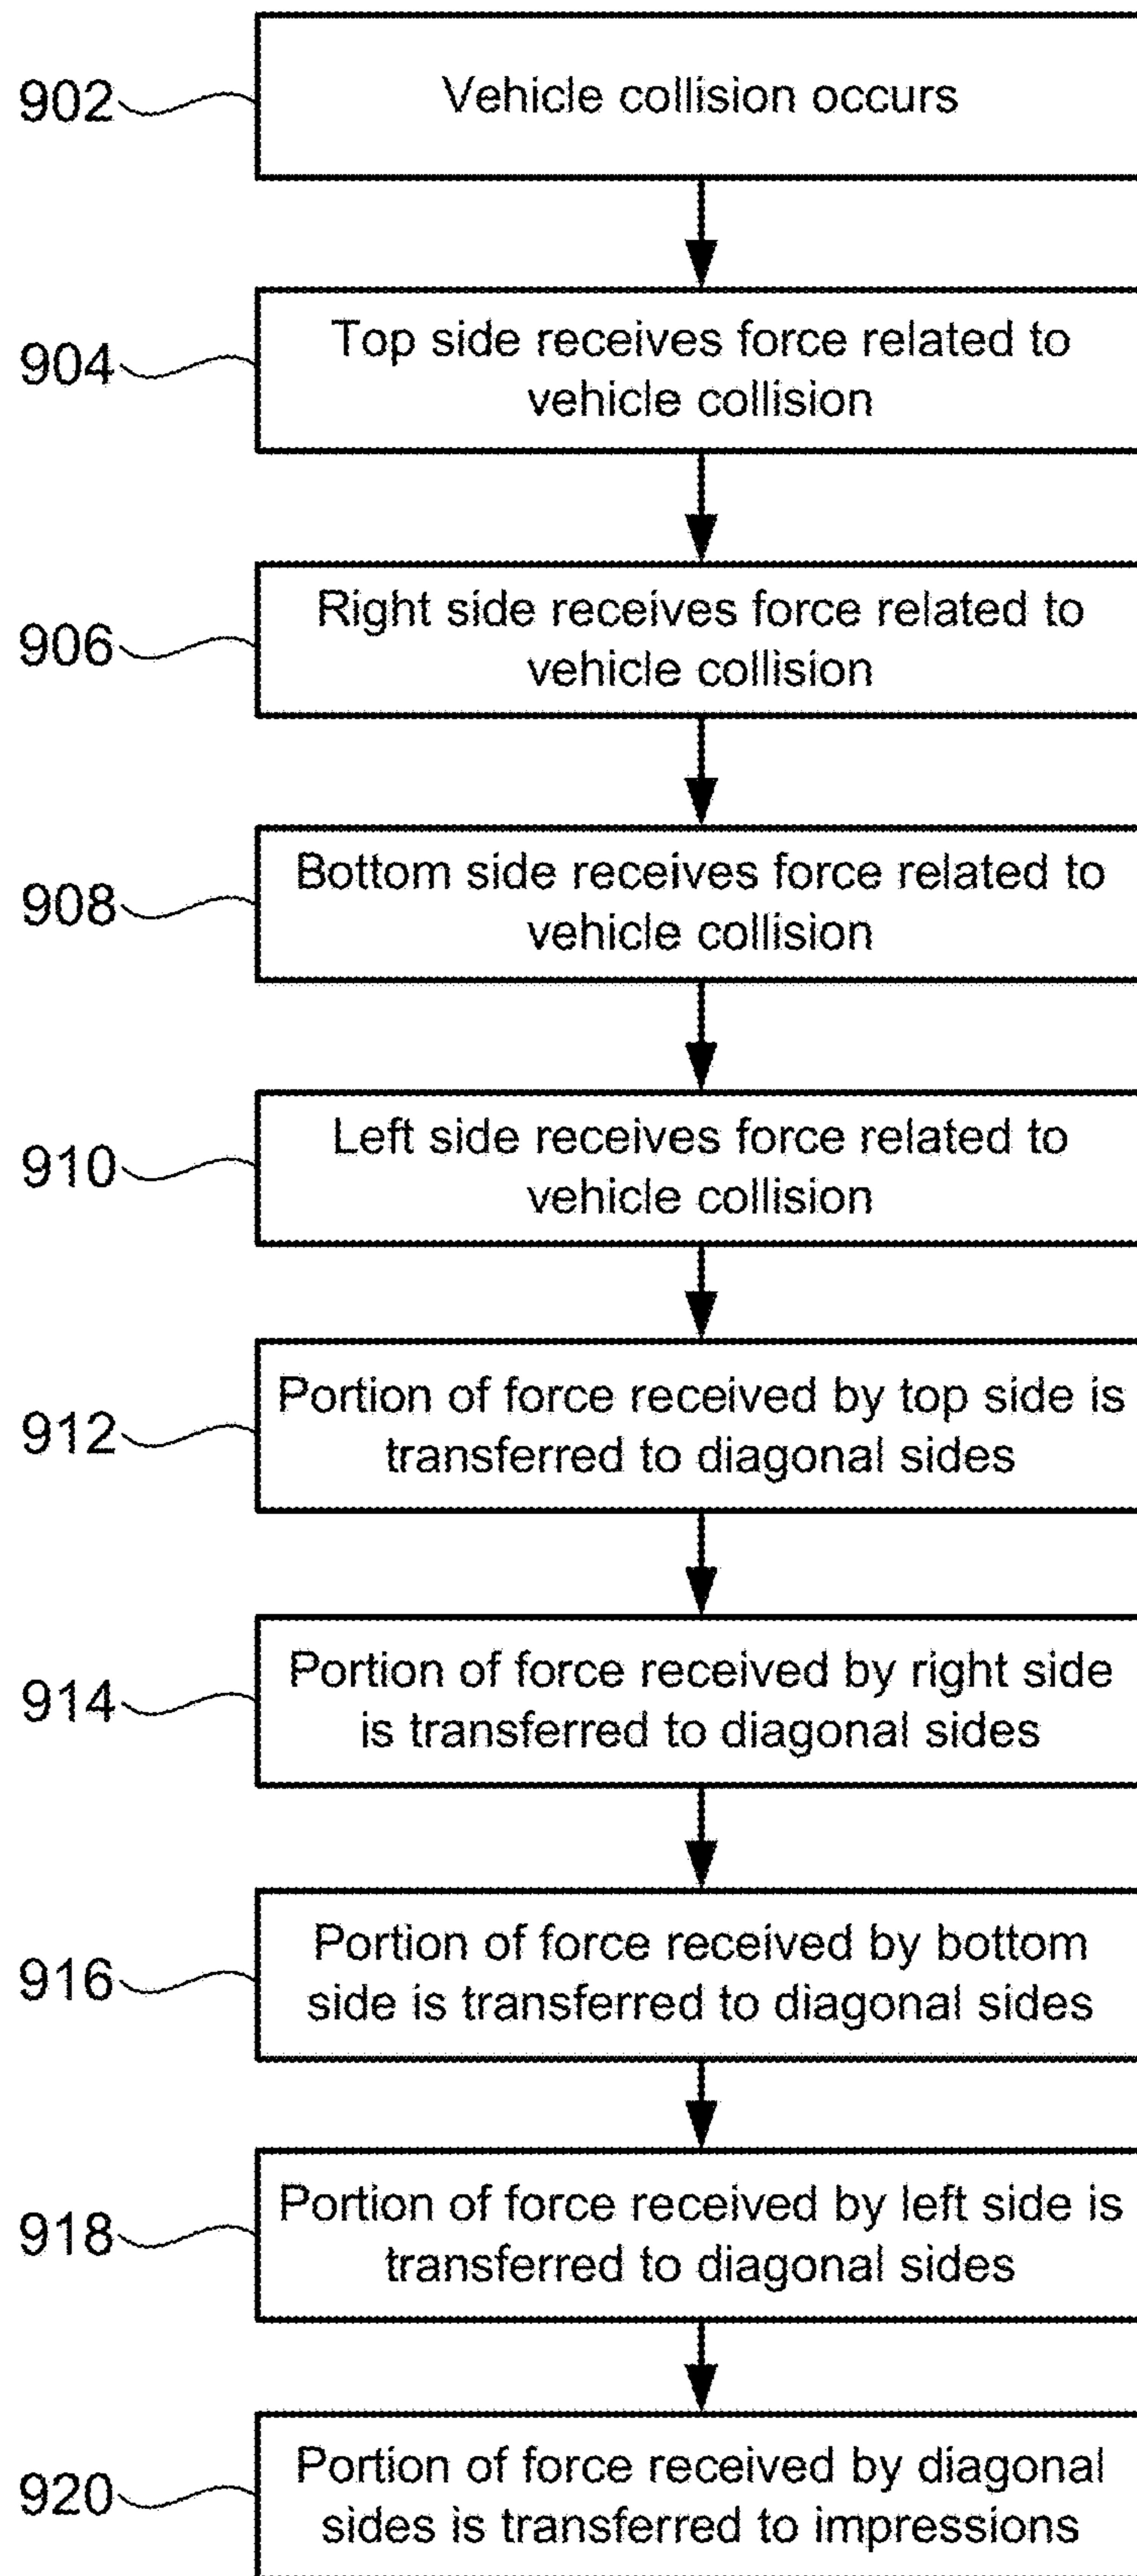 902
Vehicle collision occurs
904
Top side receives force related to
vehicle collision
906
Right side receives force related to
vehicle collision
908
Bottom side receives force related to
vehicle collision
910
Left side receives force related to
vehicle collision
912
Portion of force received by top side is
transferred to diagonal sides
914
Portion of force received by right side
is transferred to diagonal sides
916
Portion of force received by bottom
side is transferred to diagonal sides
918
Portion of force received by left side is
transferred to diagonal sides
920
Portion of force received by diagonal
sides is transferred to impressions